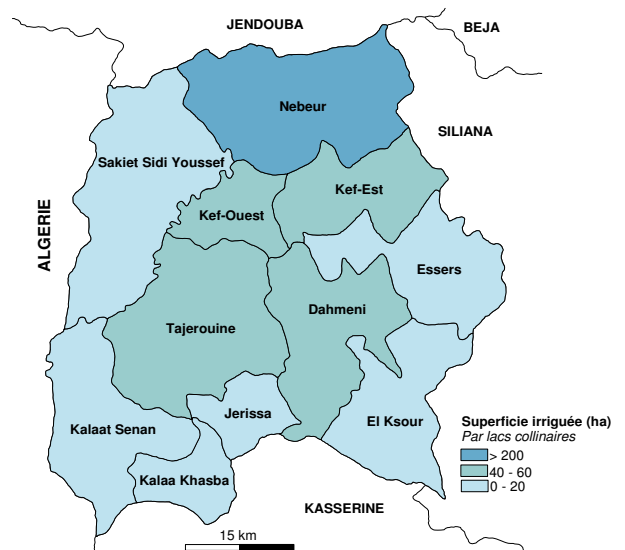 JENDOUBA
BEJA
Nebeur
SILIANA
Sakiet Sidi Youssef
Kef-Est
Kef-Ouest
ALGERIE
Essers
Dahmeni
Tajerouine
Jerissa
El Ksour
Kalaat Senan
Superficie irriguée (ha)
Par lacs collinaires
> 200
40 - 60
0 - 20
Kalaa Khasba
KASSERINE
15 km